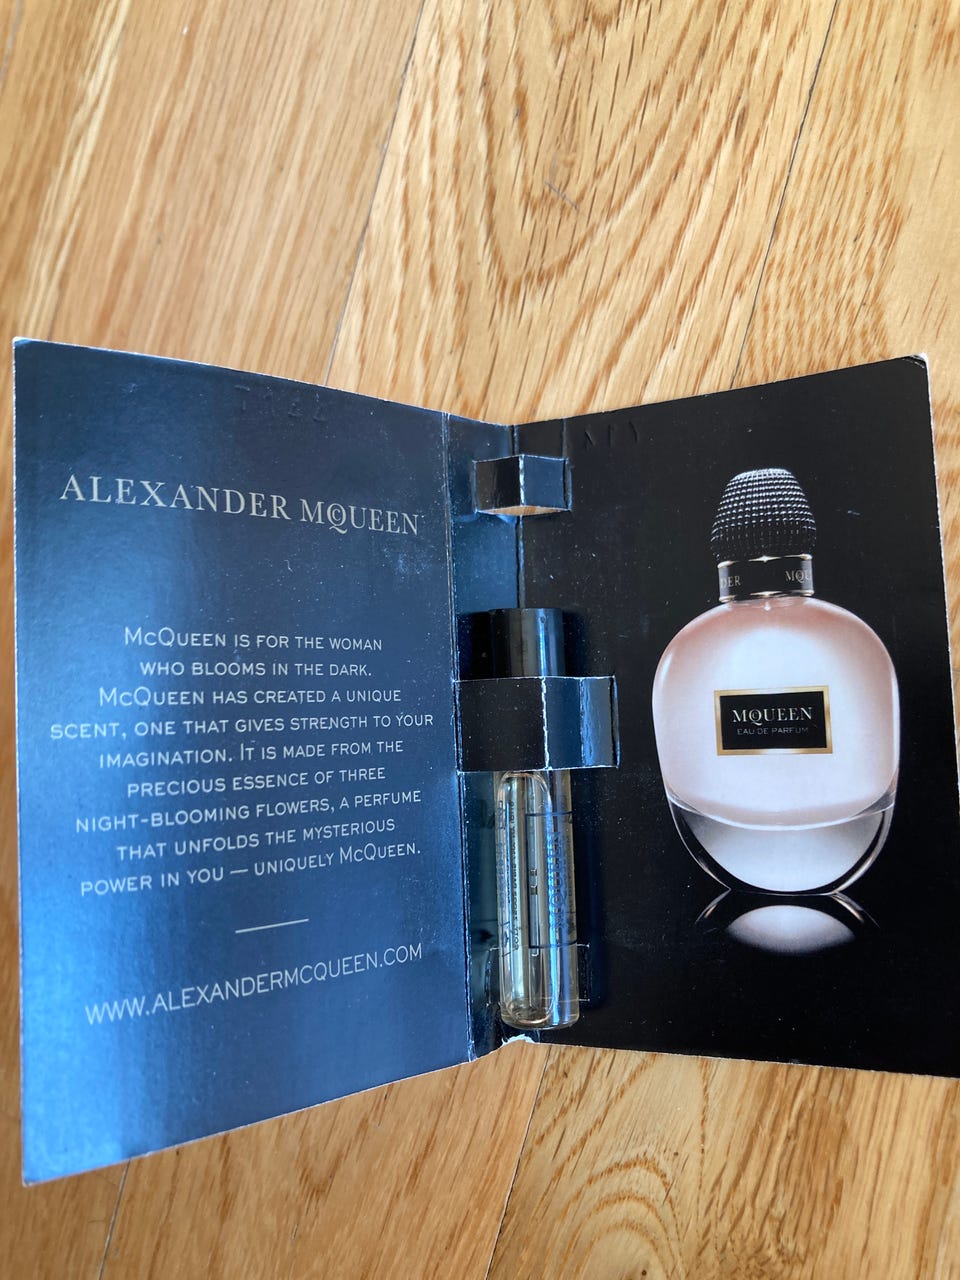 ALEXANDER MCQUEEN
McQUEEN IS FOR THE WOMAN
WHO BLOOMS IN THE DARK.
McQUEEN HAS CREATED A UNIQUE
SCENT, ONE THAT GIVES STRENGTH TO YOUR
IMAGINATION. IT IS MADE FROM THE
PRECIOUS ESSENCE OF THREE
NIGHT-BLOOMING FLOWERS, A PERFUME
THAT UNFOLDS THE MYSTERIOUS
POWER IN YOU — UNIQUELY McQUEEN.
WWW.ALEXANDERMCQUEEN.COM
DER MCQU
MCQUEEN
EAU DE PARFUM